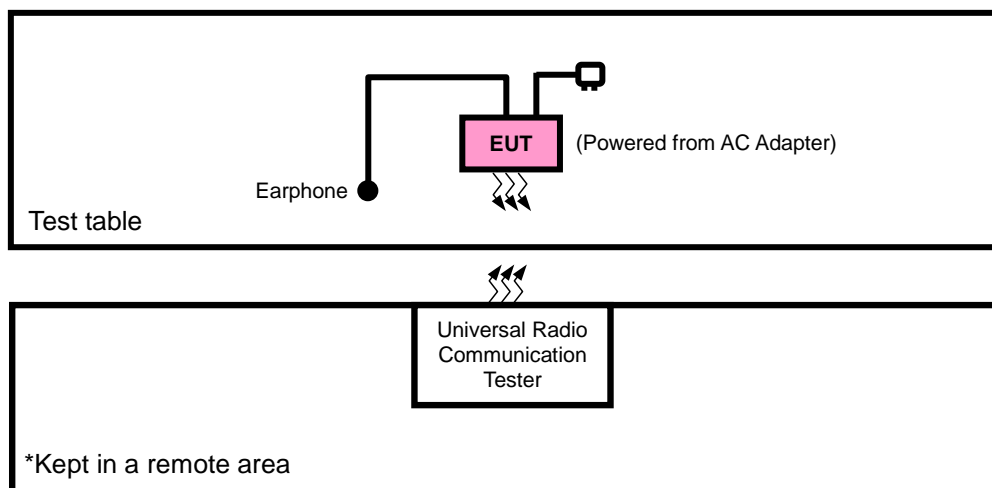 EUT
(Powered from AC Adapter)
Earphone
Test table
Universal Radio
Communication
Tester
*Kept in a remote area